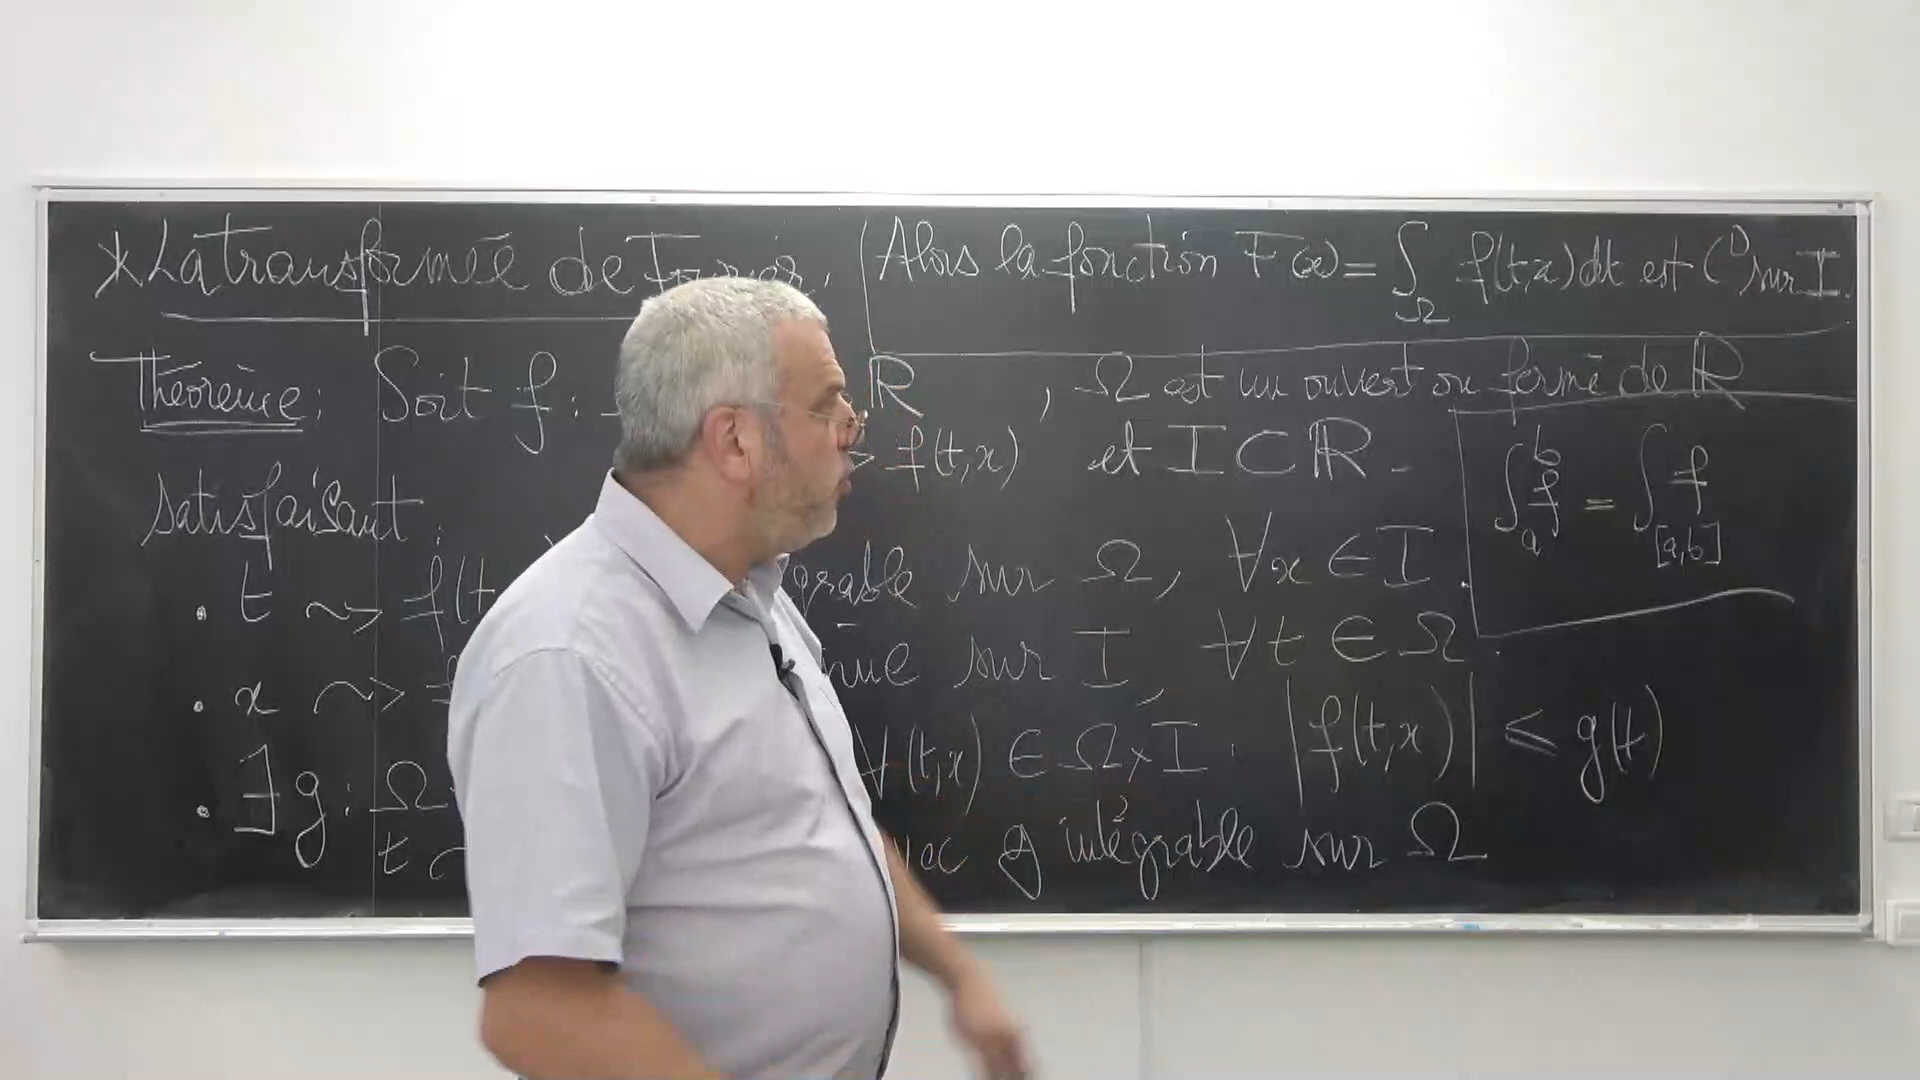 * La transformée de Fourier.
Alors la fonction F(x) = ∫_Ω f(t,x) dt est C⁰ sur I.
Théorème : Soit f : ℝ , Ω est un ouvert ou fermé de ℝ
f(t,x) et I ⊂ ℝ.
satisfaisant :
• t ⇝ f(t sur Ω, ∀x ∈ I.
• x ⇝ sur I, ∀t ∈ Ω.
• ∃ g : Ω ∀(t,x) ∈ Ω × I . |f(t,x)| ≤ g(t)
t g intégrable sur Ω
∫_a^b f = ∫_[a,b] f